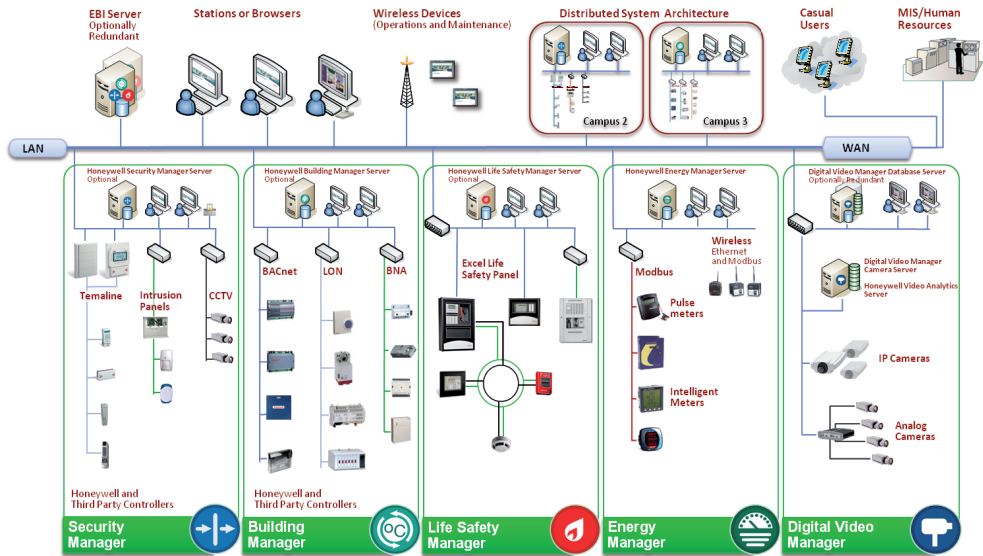 EBI Server
Optionally
Redundant
Stations or Browsers
Wireless Devices
(Operations and Maintenance)
Distributed System Architecture
Campus 2
Campus 3
Casual
Users
MIS/Human
Resources
LAN
WAN
Honeywell Security Manager Server
Optional
Temaline
Intrusion
Panels
CCTV
Honeywell and
Third Party Controllers
Security
Manager
Honeywell Building Manager Server
Optional
BACnet
LON
BNA
Honeywell and
Third Party Controllers
Building
Manager
°C
Honeywell Life Safety Manager Server
Optional
Excel Life
Safety Panel
Life Safety
Manager
Honeywell Energy Manager Server
Modbus
Wireless
Ethernet
and Modbus
Pulse
meters
Intelligent
Meters
Energy
Manager
Digital Video Manager Database Server
Optionally Redundant
Digital Video Manager
Camera Server
Honeywell Video Analytics
Server
IP Cameras
Analog
Cameras
Digital Video
Manager